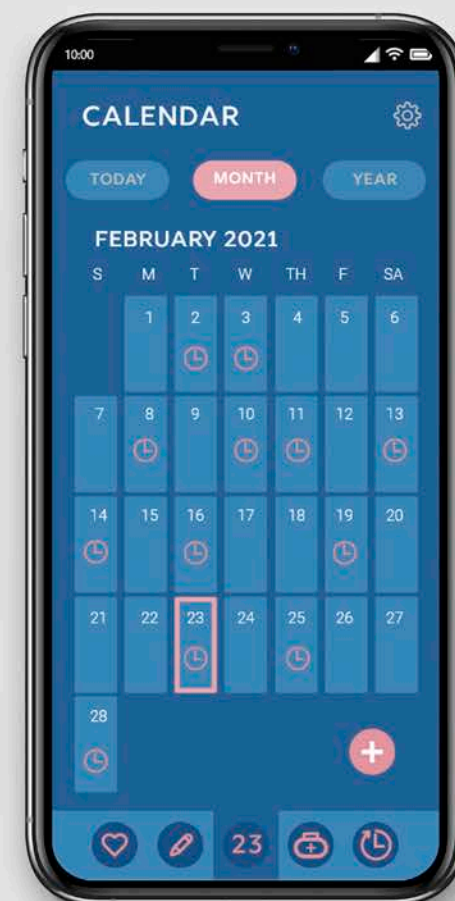 10:00
CALENDAR
TODAY MONTH YEAR
FEBRUARY 2021
S M T W TH F SA
1 2 3 4 5 6
7 8 9 10 11 12 13
14 15 16 17 18 19 20
21 22 23 24 25 26 27
28
23